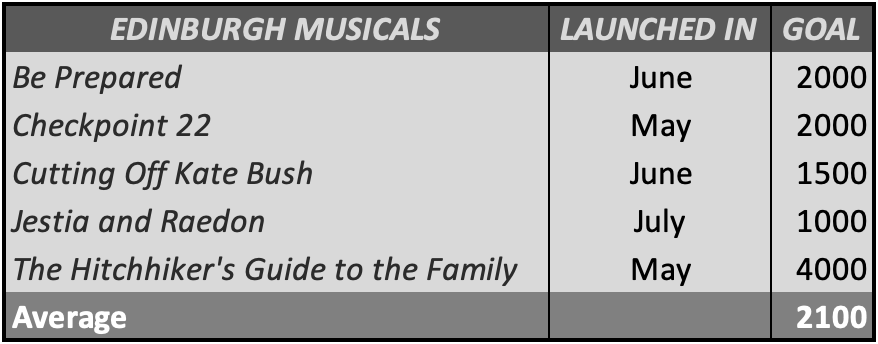 EDINBURGH MUSICALS LAUNCHED IN GOAL
Be Prepared June 2000
Checkpoint 22 May 2000
Cutting Off Kate Bush June 1500
Jestia and Raedon July 1000
The Hitchhiker's Guide to the Family May 4000
Average 2100